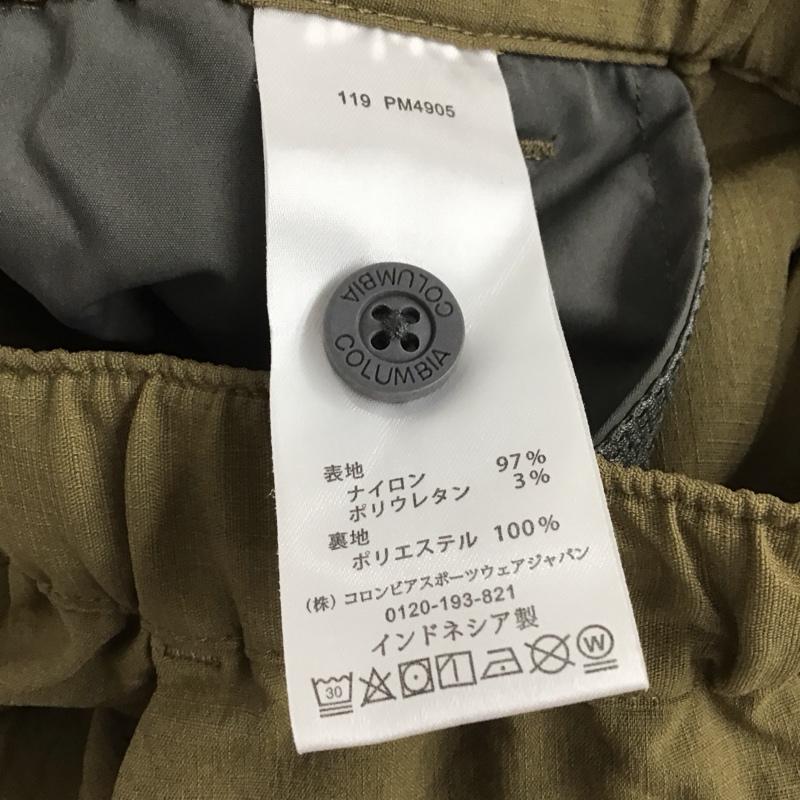 119 PM4905
COLUMBIA
COLUMBIA
表地
ナイロン 97%
ポリウレタン 3%
裏地
ポリエステル 100%
(株) コロンビアスポーツウェアジャパン
0120-193-821
インドネシア製
30 W